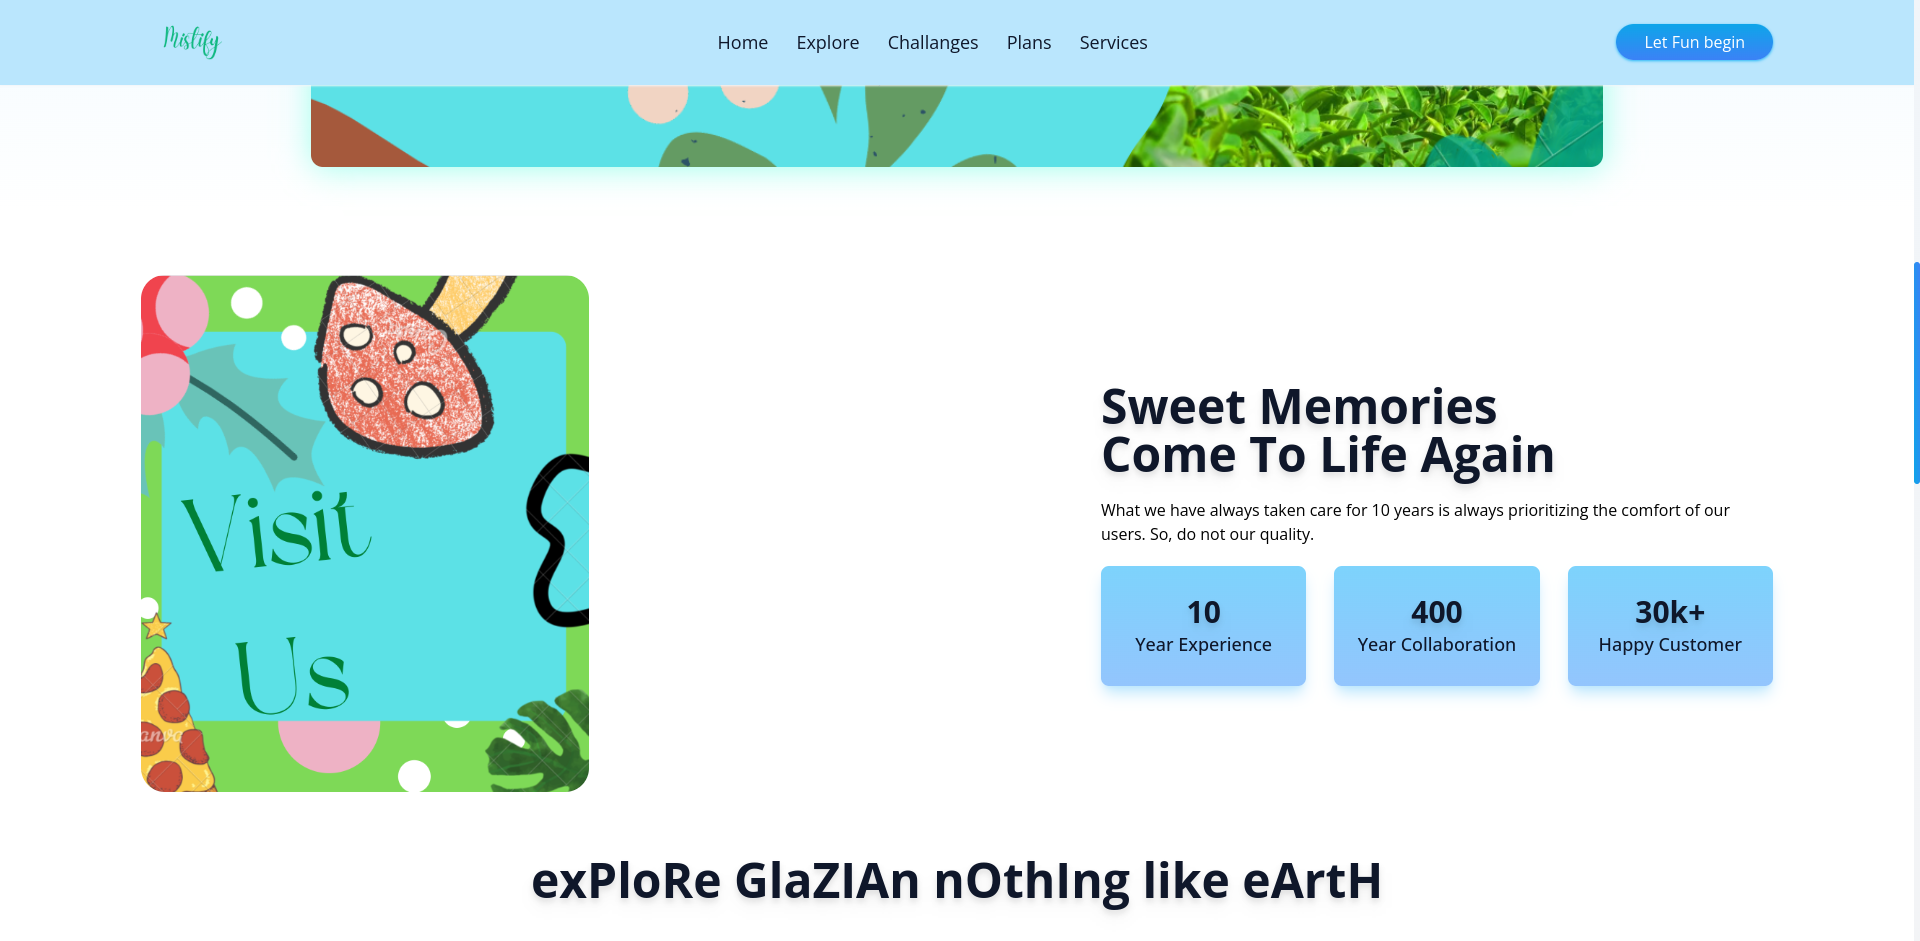 Mistify
Home
Explore
Challanges
Plans
Services
Let Fun begin
Visit
Us
anva
Sweet Memories
Come To Life Again
What we have always taken care for 10 years is always prioritizing the comfort of our
users. So, do not our quality.
10
Year Experience
400
Year Collaboration
30k+
Happy Customer
exPloRe GlaZIAn nOthIng like eArtH